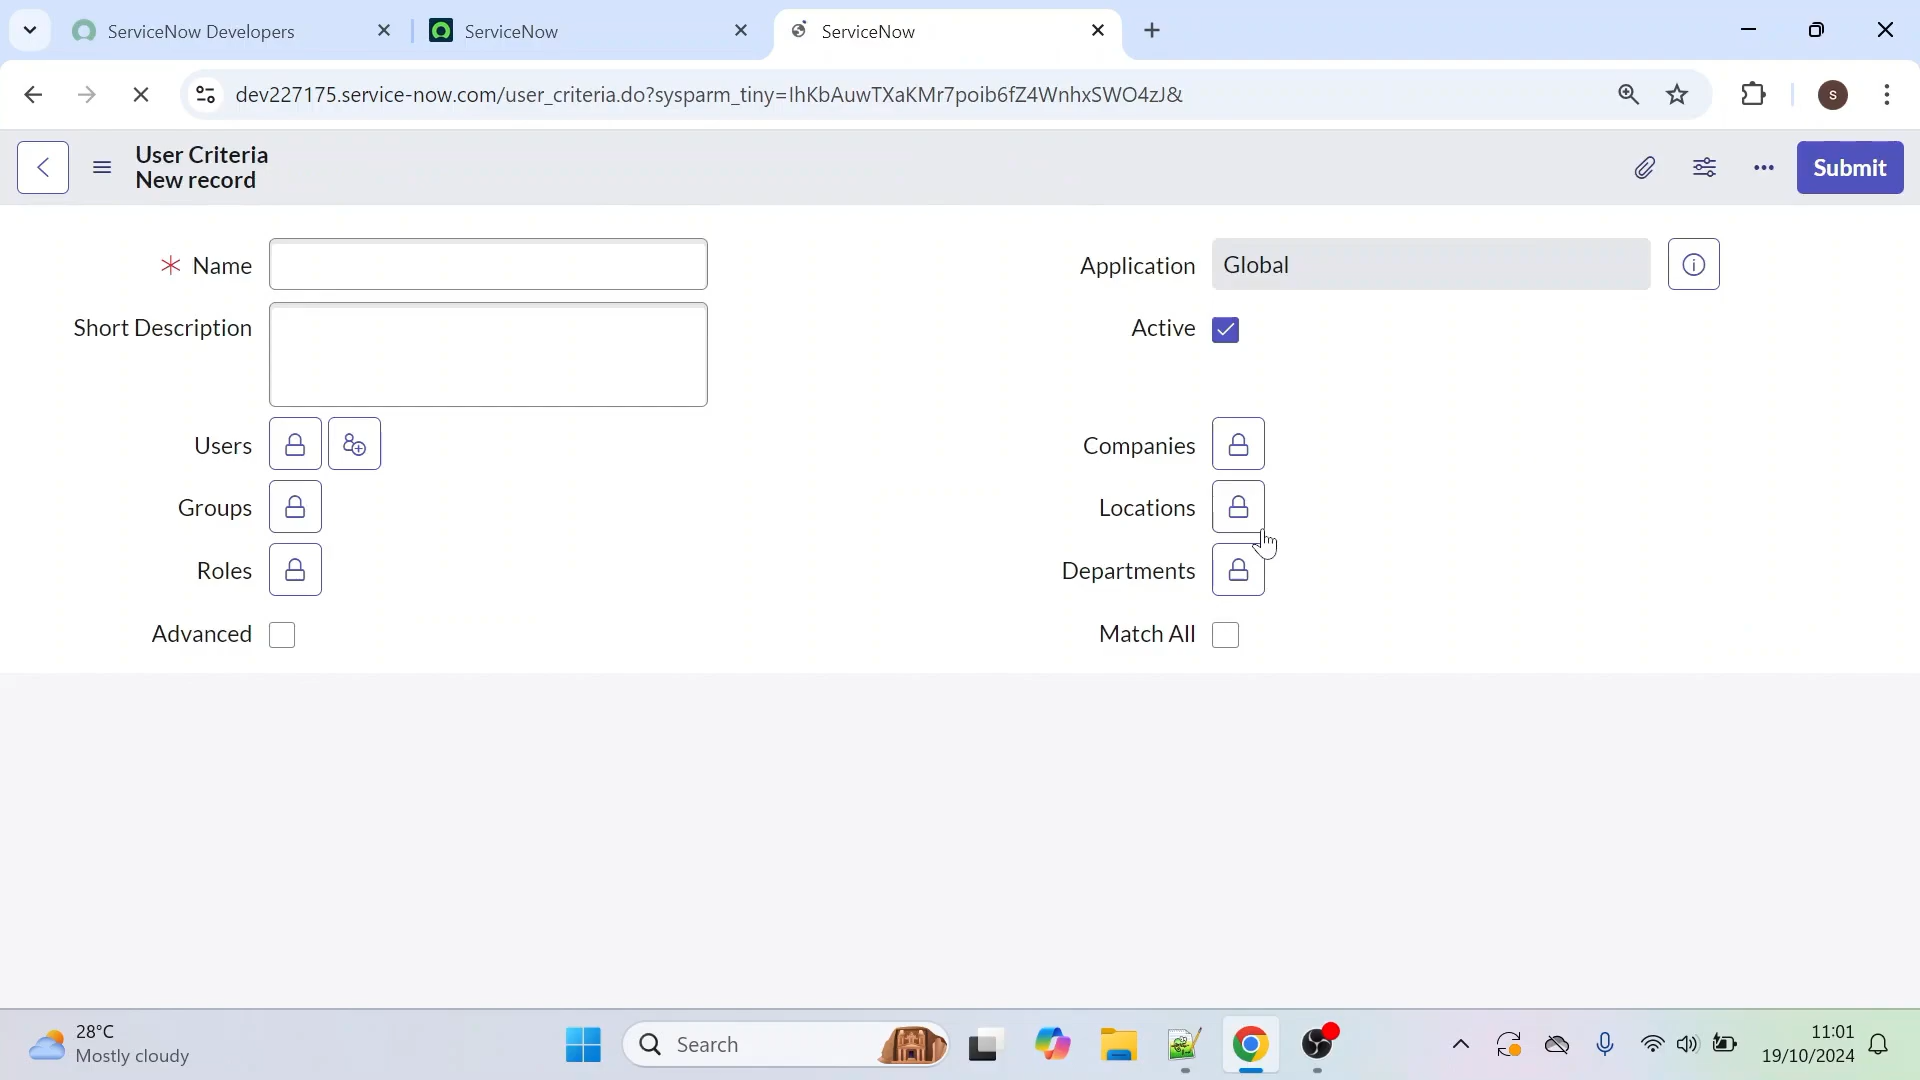 ServiceNow Developers
ServiceNow
ServiceNow
dev227175.service-now.com/user_criteria.do?sysparm_tiny=IhKbAuwTXaKMr7poib6fZ4WnhxSWO4zJ&
S
User Criteria
New record
Submit
* Name
Application
Global
Short Description
Active
Users
Companies
Groups
Locations
Roles
Departments
Advanced
Match All
28°C
Mostly cloudy
Search
11:01
19/10/2024